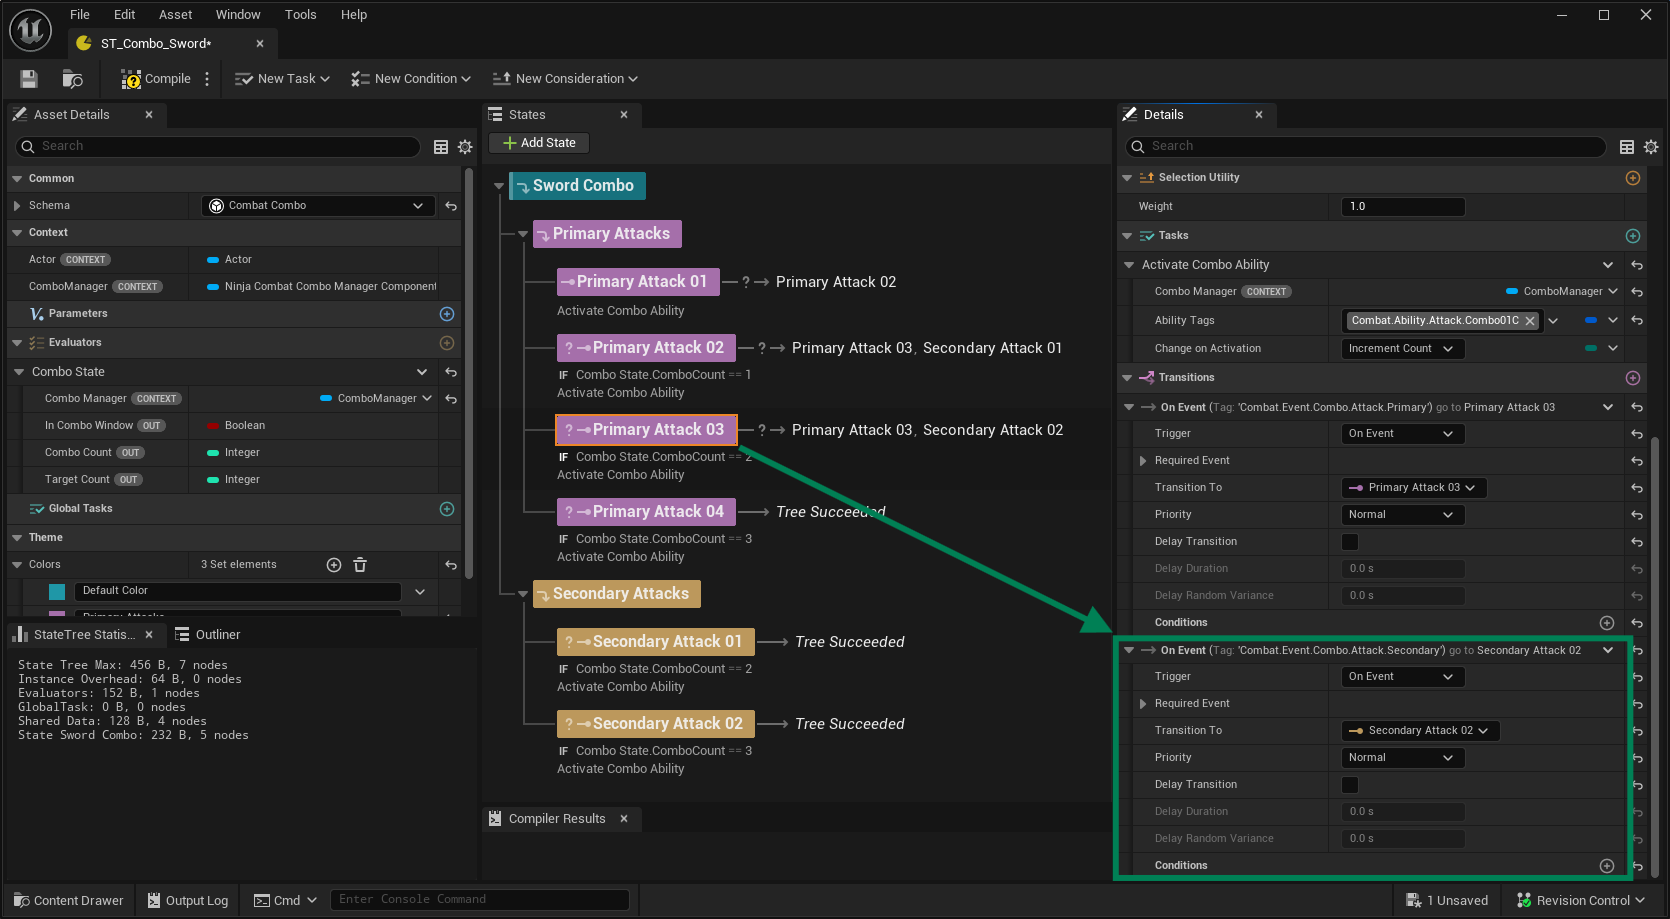 File Edit Asset Window Tools Help
ST_Combo_Sword*
Compile New Task New Condition New Consideration
Asset Details
Search
Common
Schema Combat Combo
Context
Actor CONTEXT Actor
ComboManager CONTEXT Ninja Combat Combo Manager Component
Parameters
Evaluators
Combo State
Combo Manager CONTEXT ComboManager
In Combo Window OUT Boolean
Combo Count OUT Integer
Target Count OUT Integer
Global Tasks
Theme
Colors 3 Set elements
Default Color
Primary Attacks
StateTree Statis... Outliner
State Tree Max: 456 B, 7 nodes
Instance Overhead: 64 B, 0 nodes
Evaluators: 152 B, 1 nodes
GlobalTask: 0 B, 0 nodes
Shared Data: 128 B, 4 nodes
State Sword Combo: 232 B, 5 nodes
States
Add State
Sword Combo
Primary Attacks
Primary Attack 01 ? Primary Attack 02
Activate Combo Ability
? Primary Attack 02 ? Primary Attack 03, Secondary Attack 01
IF Combo State.ComboCount == 1
Activate Combo Ability
? Primary Attack 03 ? Primary Attack 03, Secondary Attack 02
IF Combo State.ComboCount == 2
Activate Combo Ability
? Primary Attack 04 Tree Succeeded
IF Combo State.ComboCount == 3
Activate Combo Ability
Secondary Attacks
? Secondary Attack 01 Tree Succeeded
IF Combo State.ComboCount == 2
Activate Combo Ability
? Secondary Attack 02 Tree Succeeded
IF Combo State.ComboCount == 3
Activate Combo Ability
Compiler Results
Details
Search
Selection Utility
Weight 1.0
Tasks
Activate Combo Ability
Combo Manager CONTEXT ComboManager
Ability Tags Combat.Ability.Attack.Combo01C
Change on Activation Increment Count
Transitions
On Event (Tag: 'Combat.Event.Combo.Attack.Primary') go to Primary Attack 03
Trigger On Event
Required Event
Transition To Primary Attack 03
Priority Normal
Delay Transition
Delay Duration 0.0 s
Delay Random Variance 0.0 s
Conditions
On Event (Tag: 'Combat.Event.Combo.Attack.Secondary') go to Secondary Attack 02
Trigger On Event
Required Event
Transition To Secondary Attack 02
Priority Normal
Delay Transition
Delay Duration 0.0 s
Delay Random Variance 0.0 s
Conditions
Content Drawer Output Log Cmd Enter Console Command 1 Unsaved Revision Control